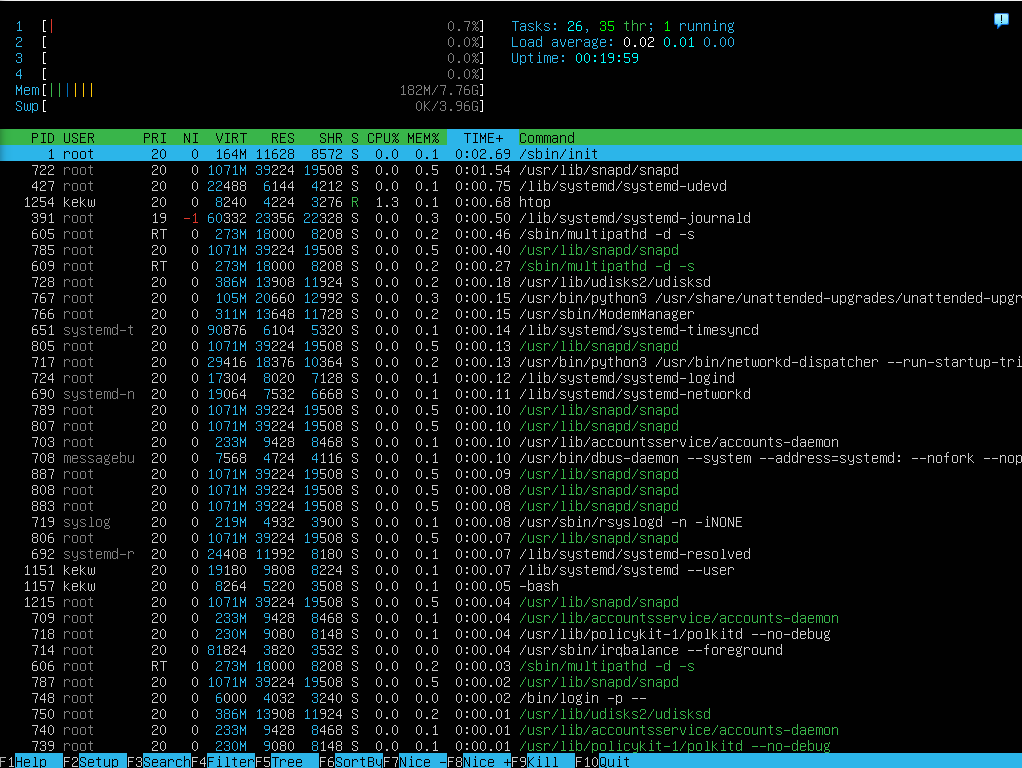 1 [| 0.7%] Tasks: 26, 35 thr; 1 running
2 [ 0.0%] Load average: 0.02 0.01 0.00
3 [ 0.0%] Uptime: 00:19:59
4 [ 0.0%]
Mem[|||||| 182M/7.76G]
Swp[ 0K/3.96G]
PID USER PRI NI VIRT RES SHR S CPU% MEM% TIME+ Command
1 root 20 0 164M 11628 8572 S 0.0 0.1 0:02.69 /sbin/init
722 root 20 0 1071M 39224 19508 S 0.0 0.5 0:01.54 /usr/lib/snapd/snapd
427 root 20 0 22488 6144 4212 S 0.0 0.1 0:00.75 /lib/systemd/systemd-udevd
1254 kekw 20 0 8240 4224 3276 R 1.3 0.1 0:00.68 htop
391 root 19 -1 60332 23356 22328 S 0.0 0.3 0:00.50 /lib/systemd/systemd-journald
605 root RT 0 273M 18000 8208 S 0.0 0.2 0:00.46 /sbin/multipathd -d -s
785 root 20 0 1071M 39224 19508 S 0.0 0.5 0:00.40 /usr/lib/snapd/snapd
609 root RT 0 273M 18000 8208 S 0.0 0.2 0:00.27 /sbin/multipathd -d -s
728 root 20 0 386M 13908 11924 S 0.0 0.2 0:00.18 /usr/lib/udisks2/udisksd
767 root 20 0 105M 20660 12992 S 0.0 0.3 0:00.15 /usr/bin/python3 /usr/share/unattended-upgrades/unattended-upgr
766 root 20 0 311M 13648 11728 S 0.0 0.2 0:00.15 /usr/sbin/ModemManager
651 systemd-t 20 0 90876 6104 5320 S 0.0 0.1 0:00.14 /lib/systemd/systemd-timesyncd
805 root 20 0 1071M 39224 19508 S 0.0 0.5 0:00.13 /usr/lib/snapd/snapd
717 root 20 0 29416 18376 10364 S 0.0 0.2 0:00.13 /usr/bin/python3 /usr/bin/networkd-dispatcher --run-startup-tri
724 root 20 0 17304 8020 7128 S 0.0 0.1 0:00.12 /lib/systemd/systemd-logind
690 systemd-n 20 0 19064 7532 6668 S 0.0 0.1 0:00.11 /lib/systemd/systemd-networkd
789 root 20 0 1071M 39224 19508 S 0.0 0.5 0:00.10 /usr/lib/snapd/snapd
807 root 20 0 1071M 39224 19508 S 0.0 0.5 0:00.10 /usr/lib/snapd/snapd
703 root 20 0 233M 9428 8468 S 0.0 0.1 0:00.10 /usr/lib/accountsservice/accounts-daemon
708 messagebu 20 0 7568 4724 4116 S 0.0 0.1 0:00.10 /usr/bin/dbus-daemon --system --address=systemd: --nofork --nop
887 root 20 0 1071M 39224 19508 S 0.0 0.5 0:00.09 /usr/lib/snapd/snapd
808 root 20 0 1071M 39224 19508 S 0.0 0.5 0:00.08 /usr/lib/snapd/snapd
883 root 20 0 1071M 39224 19508 S 0.0 0.5 0:00.08 /usr/lib/snapd/snapd
719 syslog 20 0 219M 4932 3900 S 0.0 0.1 0:00.08 /usr/sbin/rsyslogd -n -iNONE
806 root 20 0 1071M 39224 19508 S 0.0 0.5 0:00.07 /usr/lib/snapd/snapd
692 systemd-r 20 0 24408 11992 8180 S 0.0 0.1 0:00.07 /lib/systemd/systemd-resolved
1151 kekw 20 0 19180 9808 8224 S 0.0 0.1 0:00.07 /lib/systemd/systemd --user
1157 kekw 20 0 8264 5220 3508 S 0.0 0.1 0:00.05 -bash
1215 root 20 0 1071M 39224 19508 S 0.0 0.5 0:00.04 /usr/lib/snapd/snapd
709 root 20 0 233M 9428 8468 S 0.0 0.1 0:00.04 /usr/lib/accountsservice/accounts-daemon
718 root 20 0 230M 9080 8148 S 0.0 0.1 0:00.04 /usr/lib/policykit-1/polkitd --no-debug
714 root 20 0 81824 3820 3532 S 0.0 0.0 0:00.04 /usr/sbin/irqbalance --foreground
606 root RT 0 273M 18000 8208 S 0.0 0.2 0:00.03 /sbin/multipathd -d -s
787 root 20 0 1071M 39224 19508 S 0.0 0.5 0:00.02 /usr/lib/snapd/snapd
748 root 20 0 6000 4032 3240 S 0.0 0.0 0:00.02 /bin/login -p --
750 root 20 0 386M 13908 11924 S 0.0 0.2 0:00.01 /usr/lib/udisks2/udisksd
740 root 20 0 233M 9428 8468 S 0.0 0.1 0:00.01 /usr/lib/accountsservice/accounts-daemon
739 root 20 0 230M 9080 8148 S 0.0 0.1 0:00.01 /usr/lib/policykit-1/polkitd --no-debug
F1Help F2Setup F3SearchF4FilterF5Tree F6SortByF7Nice -F8Nice +F9Kill F10Quit